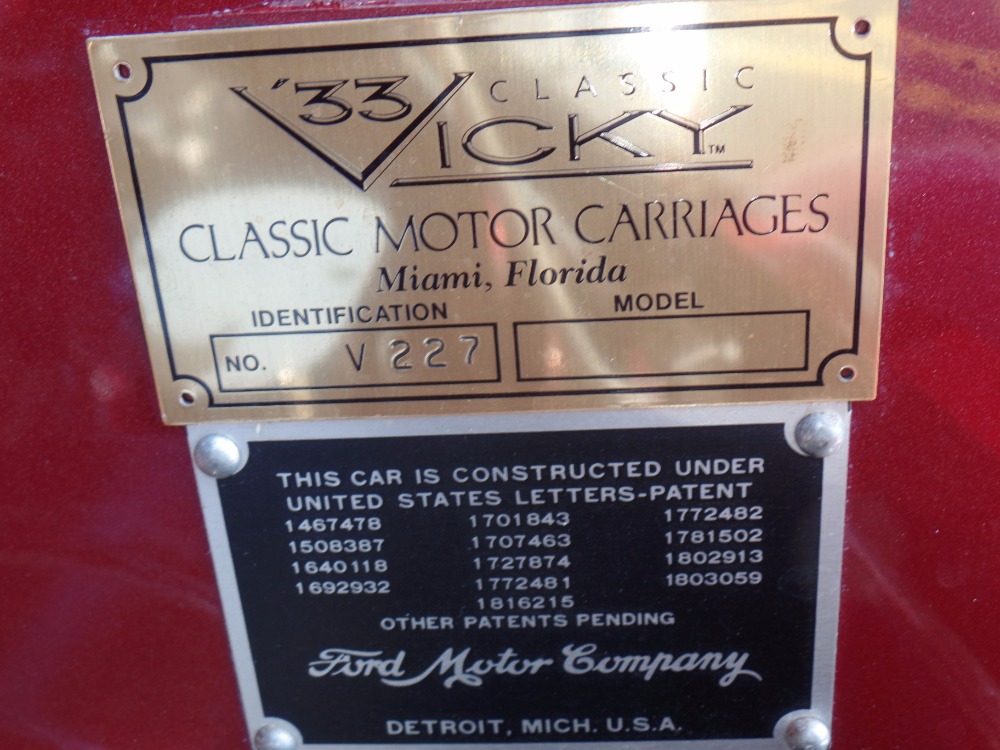 '33 CLASSIC
VICKY™
CLASSIC MOTOR CARRIAGES
Miami, Florida
IDENTIFICATION MODEL
NO. V 227
THIS CAR IS CONSTRUCTED UNDER
UNITED STATES LETTERS-PATENT
1467478 1701843 1772482
1508387 1707463 1781502
1640118 1727874 1802913
1692932 1772481 1803059
1816215
OTHER PATENTS PENDING
Ford Motor Company
DETROIT, MICH. U.S.A.